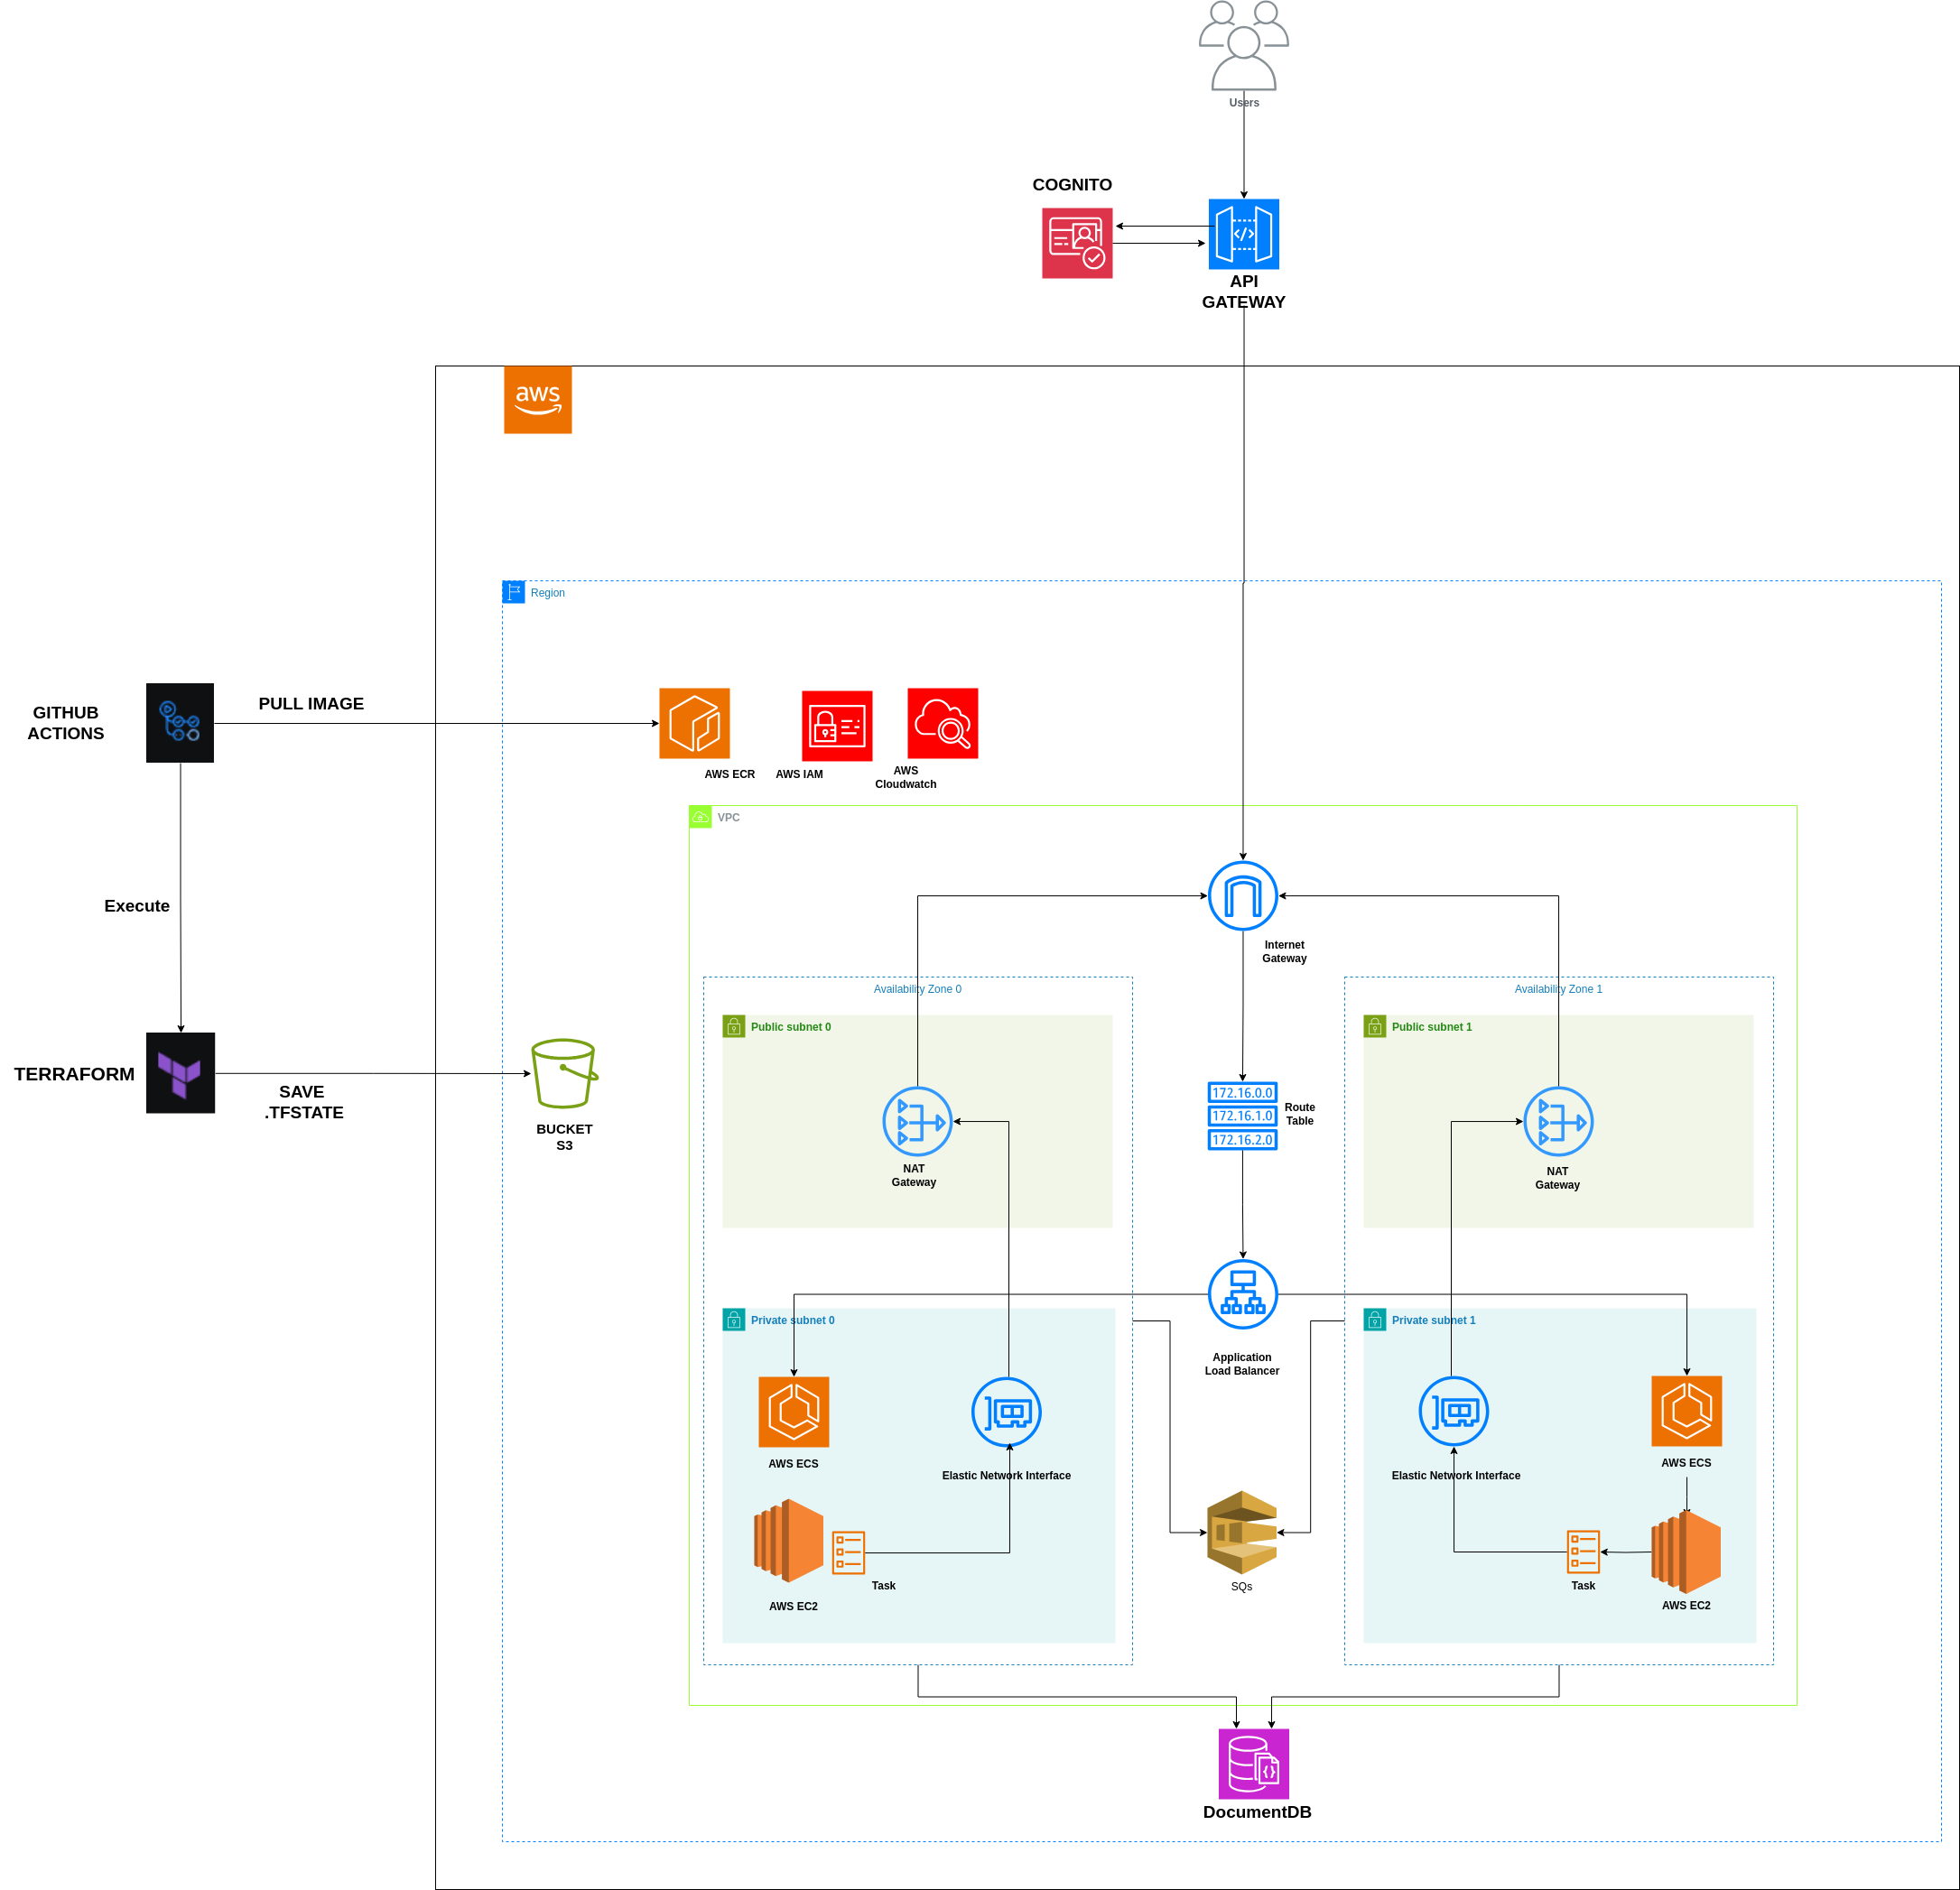 Users
COGNITO
API
GATEWAY
aws
Region
GITHUB
ACTIONS
PULL IMAGE
AWS ECR
AWS IAM
AWS
Cloudwatch
VPC
Execute
Internet
Gateway
Availability Zone 0
Availability Zone 1
Public subnet 0
Public subnet 1
TERRAFORM
SAVE
.TFSTATE
BUCKET
S3
172.16.0.0
172.16.1.0
172.16.2.0
Route
Table
NAT
Gateway
NAT
Gateway
Private subnet 0
Private subnet 1
Application
Load Balancer
AWS ECS
Elastic Network Interface
Elastic Network Interface
AWS ECS
Task
AWS EC2
SQs
Task
AWS EC2
DocumentDB